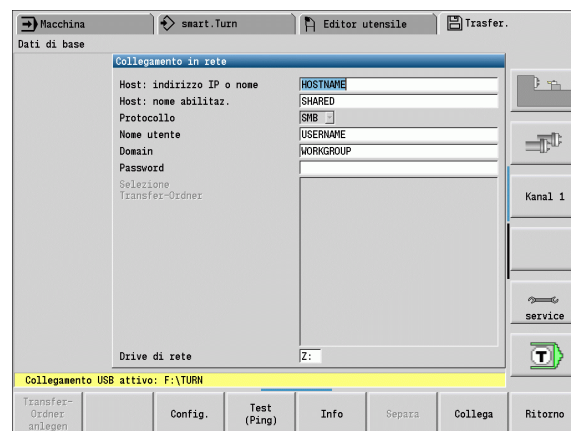 Macchina
smart.Turn
Editor utensile
Trasfer.
Dati di base
Collegamento in rete
Host: indirizzo IP o nome HOSTNAME
Host: nome abilitaz. SHARED
Protocollo SMB
Nome utente USERNAME
Domain WORKGROUP
Password
Selezione
Transfer-Ordner
Kanal 1
service
T
Drive di rete Z:
Collegamento USB attivo: F:\TURN
Transfer-
Ordner
anlegen
Config.
Test
(Ping)
Info
Separa
Collega
Ritorno